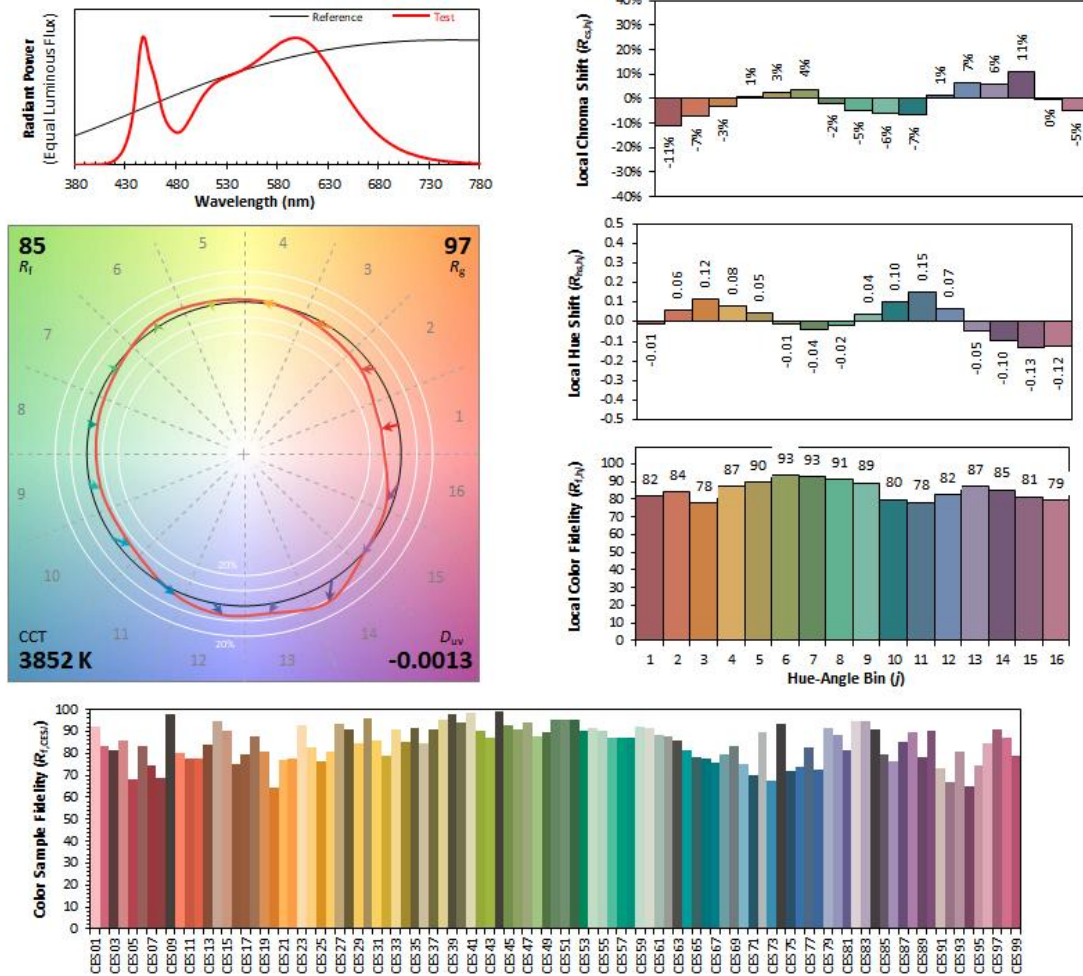 Reference Test
Radiant Power
(Equal Luminous Flux)
380 430 480 530 580 630 680 730 780
Wavelength (nm)
40%
30%
20%
10%
0%
-10%
-20%
-30%
-40%
Local Chroma Shift (Rcs,hj)
-11% -7% -3% 1% 3% 4% -2% -5% -6% -7% 1% 7% 6% 11% 0% -5%
85
Rf
97
Rg
1 2 3 4 5 6 7 8 9 10 11 12 13 14 15 16
20%
20%
CCT
3852 K
Duv
-0.0013
0.5
0.4
0.3
0.2
0.1
0.0
-0.1
-0.2
-0.3
-0.4
-0.5
Local Hue Shift (Rhs,hj)
-0.01 0.06 0.12 0.08 0.05 -0.01 -0.04 -0.02 0.04 0.10 0.15 0.07 -0.05 -0.10 -0.13 -0.12
100
90
80
70
60
50
40
30
20
10
0
Local Color Fidelity (Rf,hj)
82 84 78 87 90 93 93 91 89 80 78 82 87 85 81 79
1 2 3 4 5 6 7 8 9 10 11 12 13 14 15 16
Hue-Angle Bin (j)
100
90
80
70
60
50
40
30
20
10
0
Color Sample Fidelity (Rf,CESi)
CES01 CES03 CES05 CES07 CES09 CES11 CES13 CES15 CES17 CES19 CES21 CES23 CES25 CES27 CES29 CES31 CES33 CES35 CES37 CES39 CES41 CES43 CES45 CES47 CES49 CES51 CES53 CES55 CES57 CES59 CES61 CES63 CES65 CES67 CES69 CES71 CES73 CES75 CES77 CES79 CES81 CES83 CES85 CES87 CES89 CES91 CES93 CES95 CES97 CES99